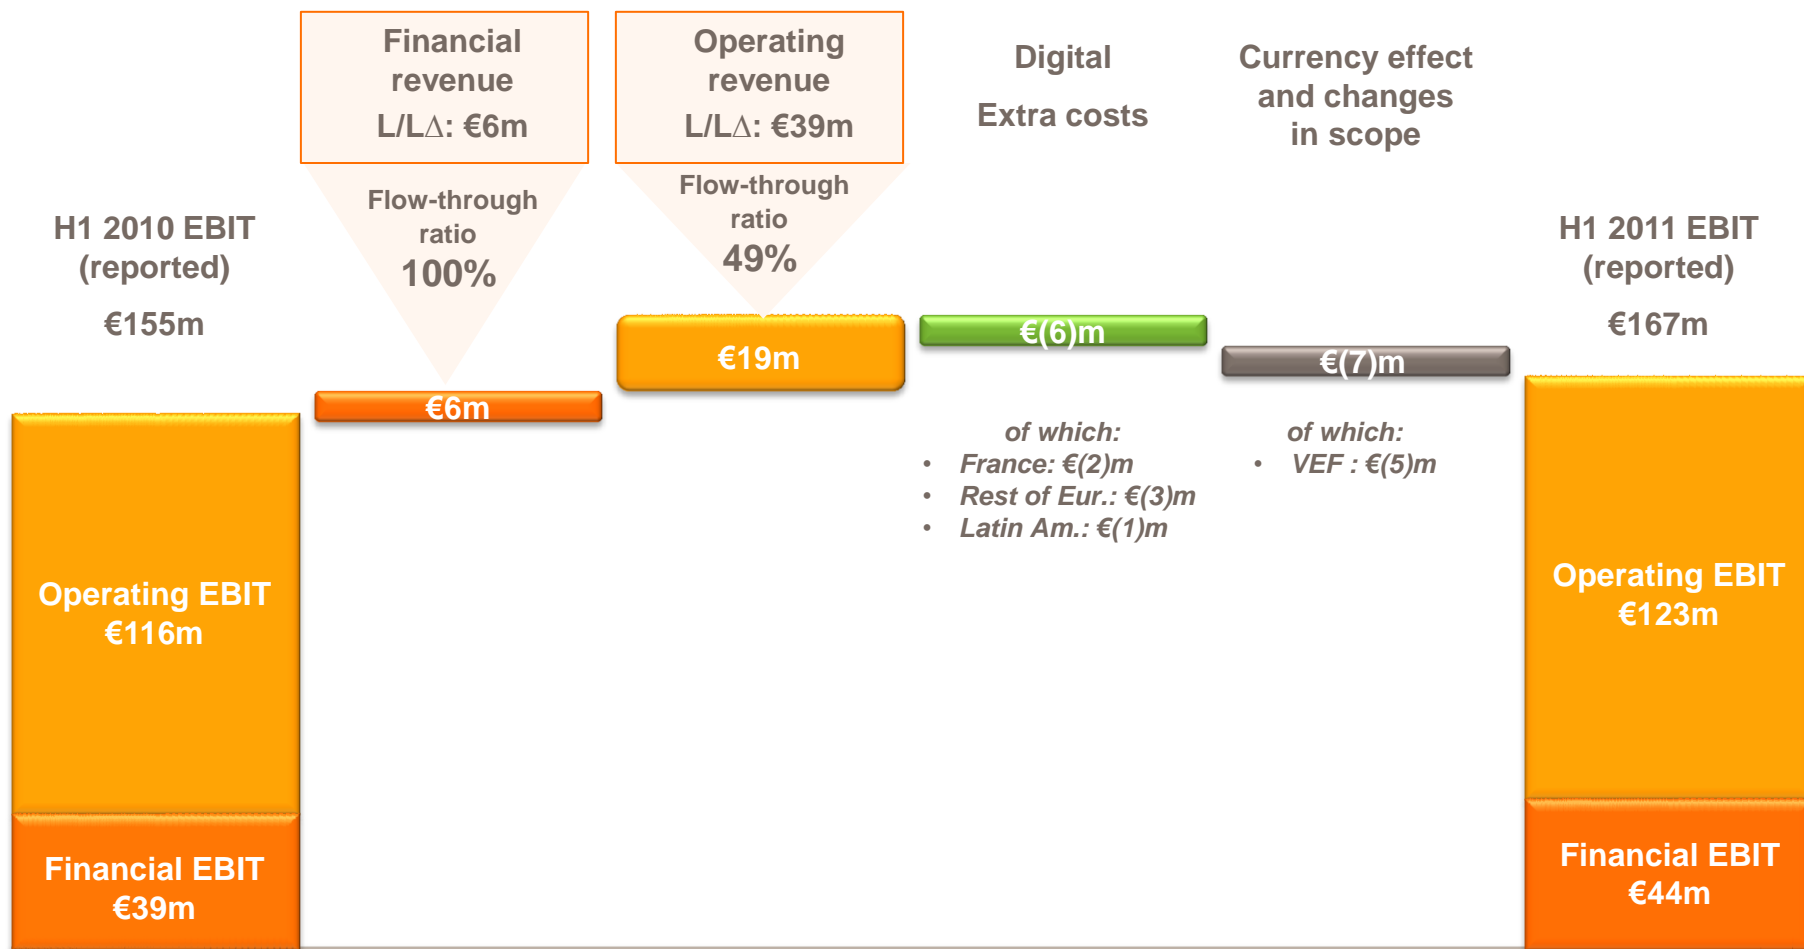 H1 2010 EBIT
(reported)
€155m
Operating EBIT
€116m
Financial EBIT
€39m
Financial
revenue
L/L∆: €6m
Flow-through
ratio
100%
€6m
Operating
revenue
L/L∆: €39m
Flow-through
ratio
49%
€19m
Digital
Extra costs
€(6)m
of which:
• France: €(2)m
• Rest of Eur.: €(3)m
• Latin Am.: €(1)m
Currency effect
and changes
in scope
€(7)m
of which:
• VEF : €(5)m
H1 2011 EBIT
(reported)
€167m
Operating EBIT
€123m
Financial EBIT
€44m